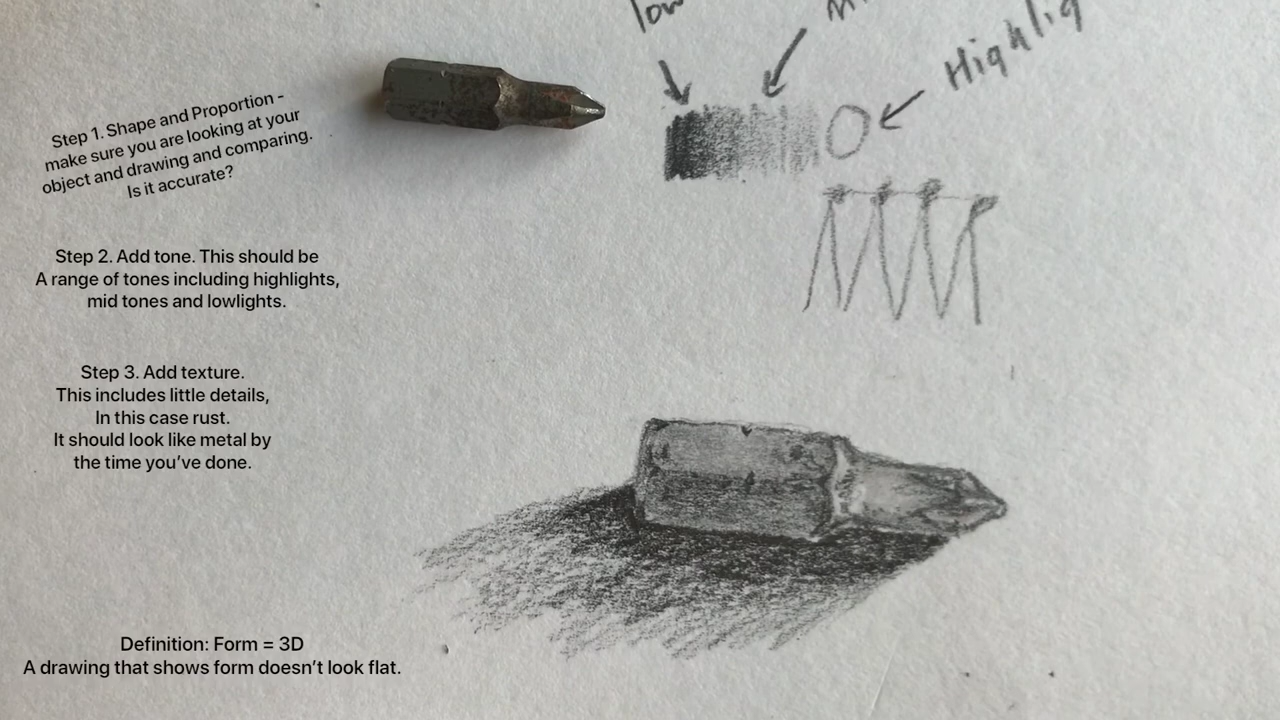 low
Highlig
Step 1. Shape and Proportion -
make sure you are looking at your
object and drawing and comparing.
Is it accurate?
Step 2. Add tone. This should be
A range of tones including highlights,
mid tones and lowlights.
Step 3. Add texture.
This includes little details,
In this case rust.
It should look like metal by
the time you've done.
Definition: Form = 3D
A drawing that shows form doesn't look flat.